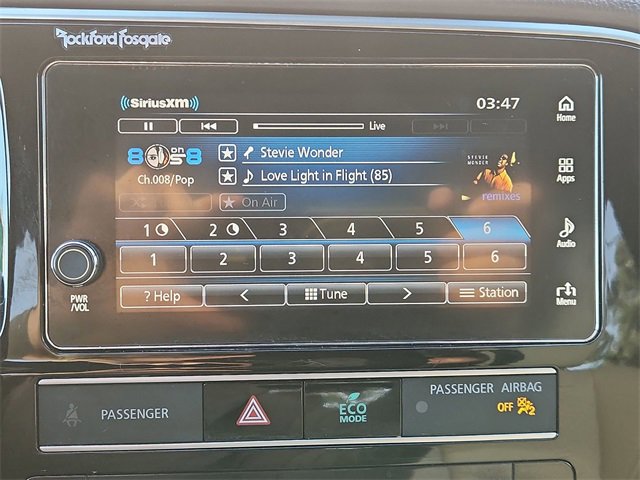 Rockford Fosgate
((SiriusXM)) 03:47
Live
Home
80s on 8 Stevie Wonder
STEVIE WONDER
Ch.008/Pop Love Light in Flight (85)
remixes
Apps
On Air
1 2 3 4 5 6
Audio
1 2 3 4 5 6
PWR
/VOL
? Help < Tune > Station
Menu
PASSENGER
ECO
MODE
PASSENGER AIRBAG
OFF